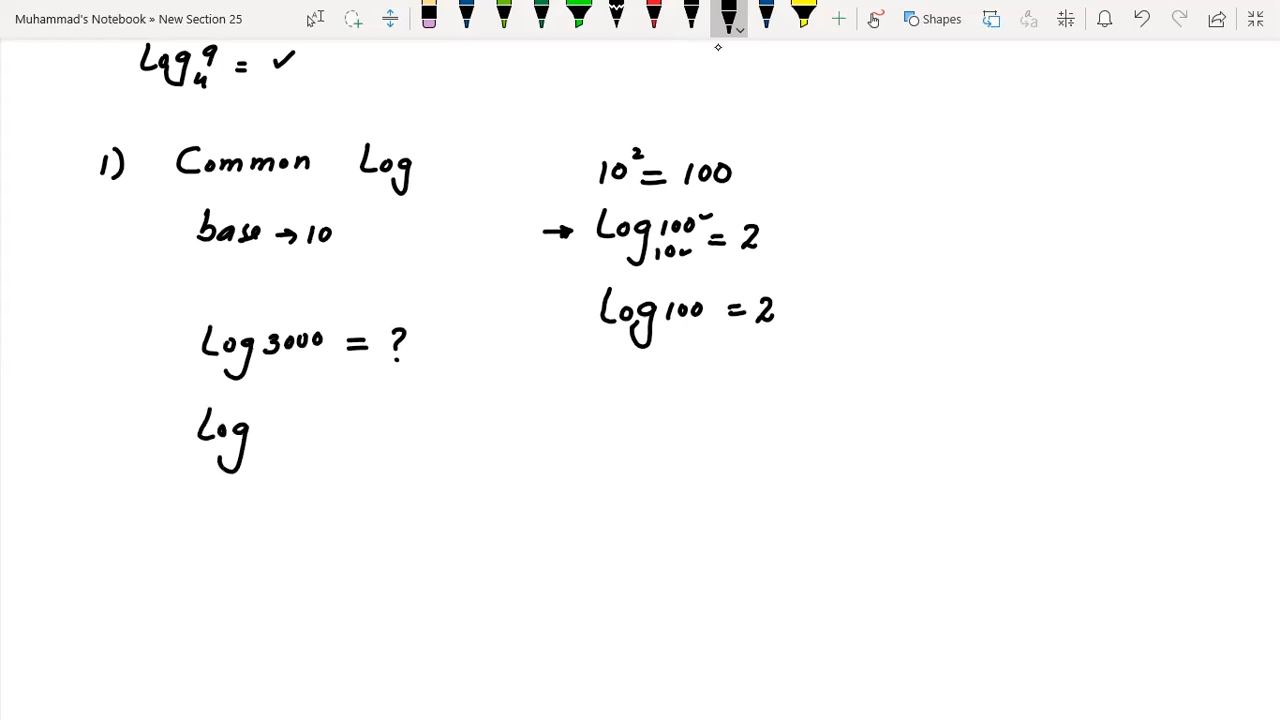 Muhammad's Notebook » New Section 25
Shapes
Log₄ 9 = ✓
1) Common Log
base → 10
Log 3000 = ?
Log
10² = 100
→ Log₁₀ 100 = 2
Log 100 = 2